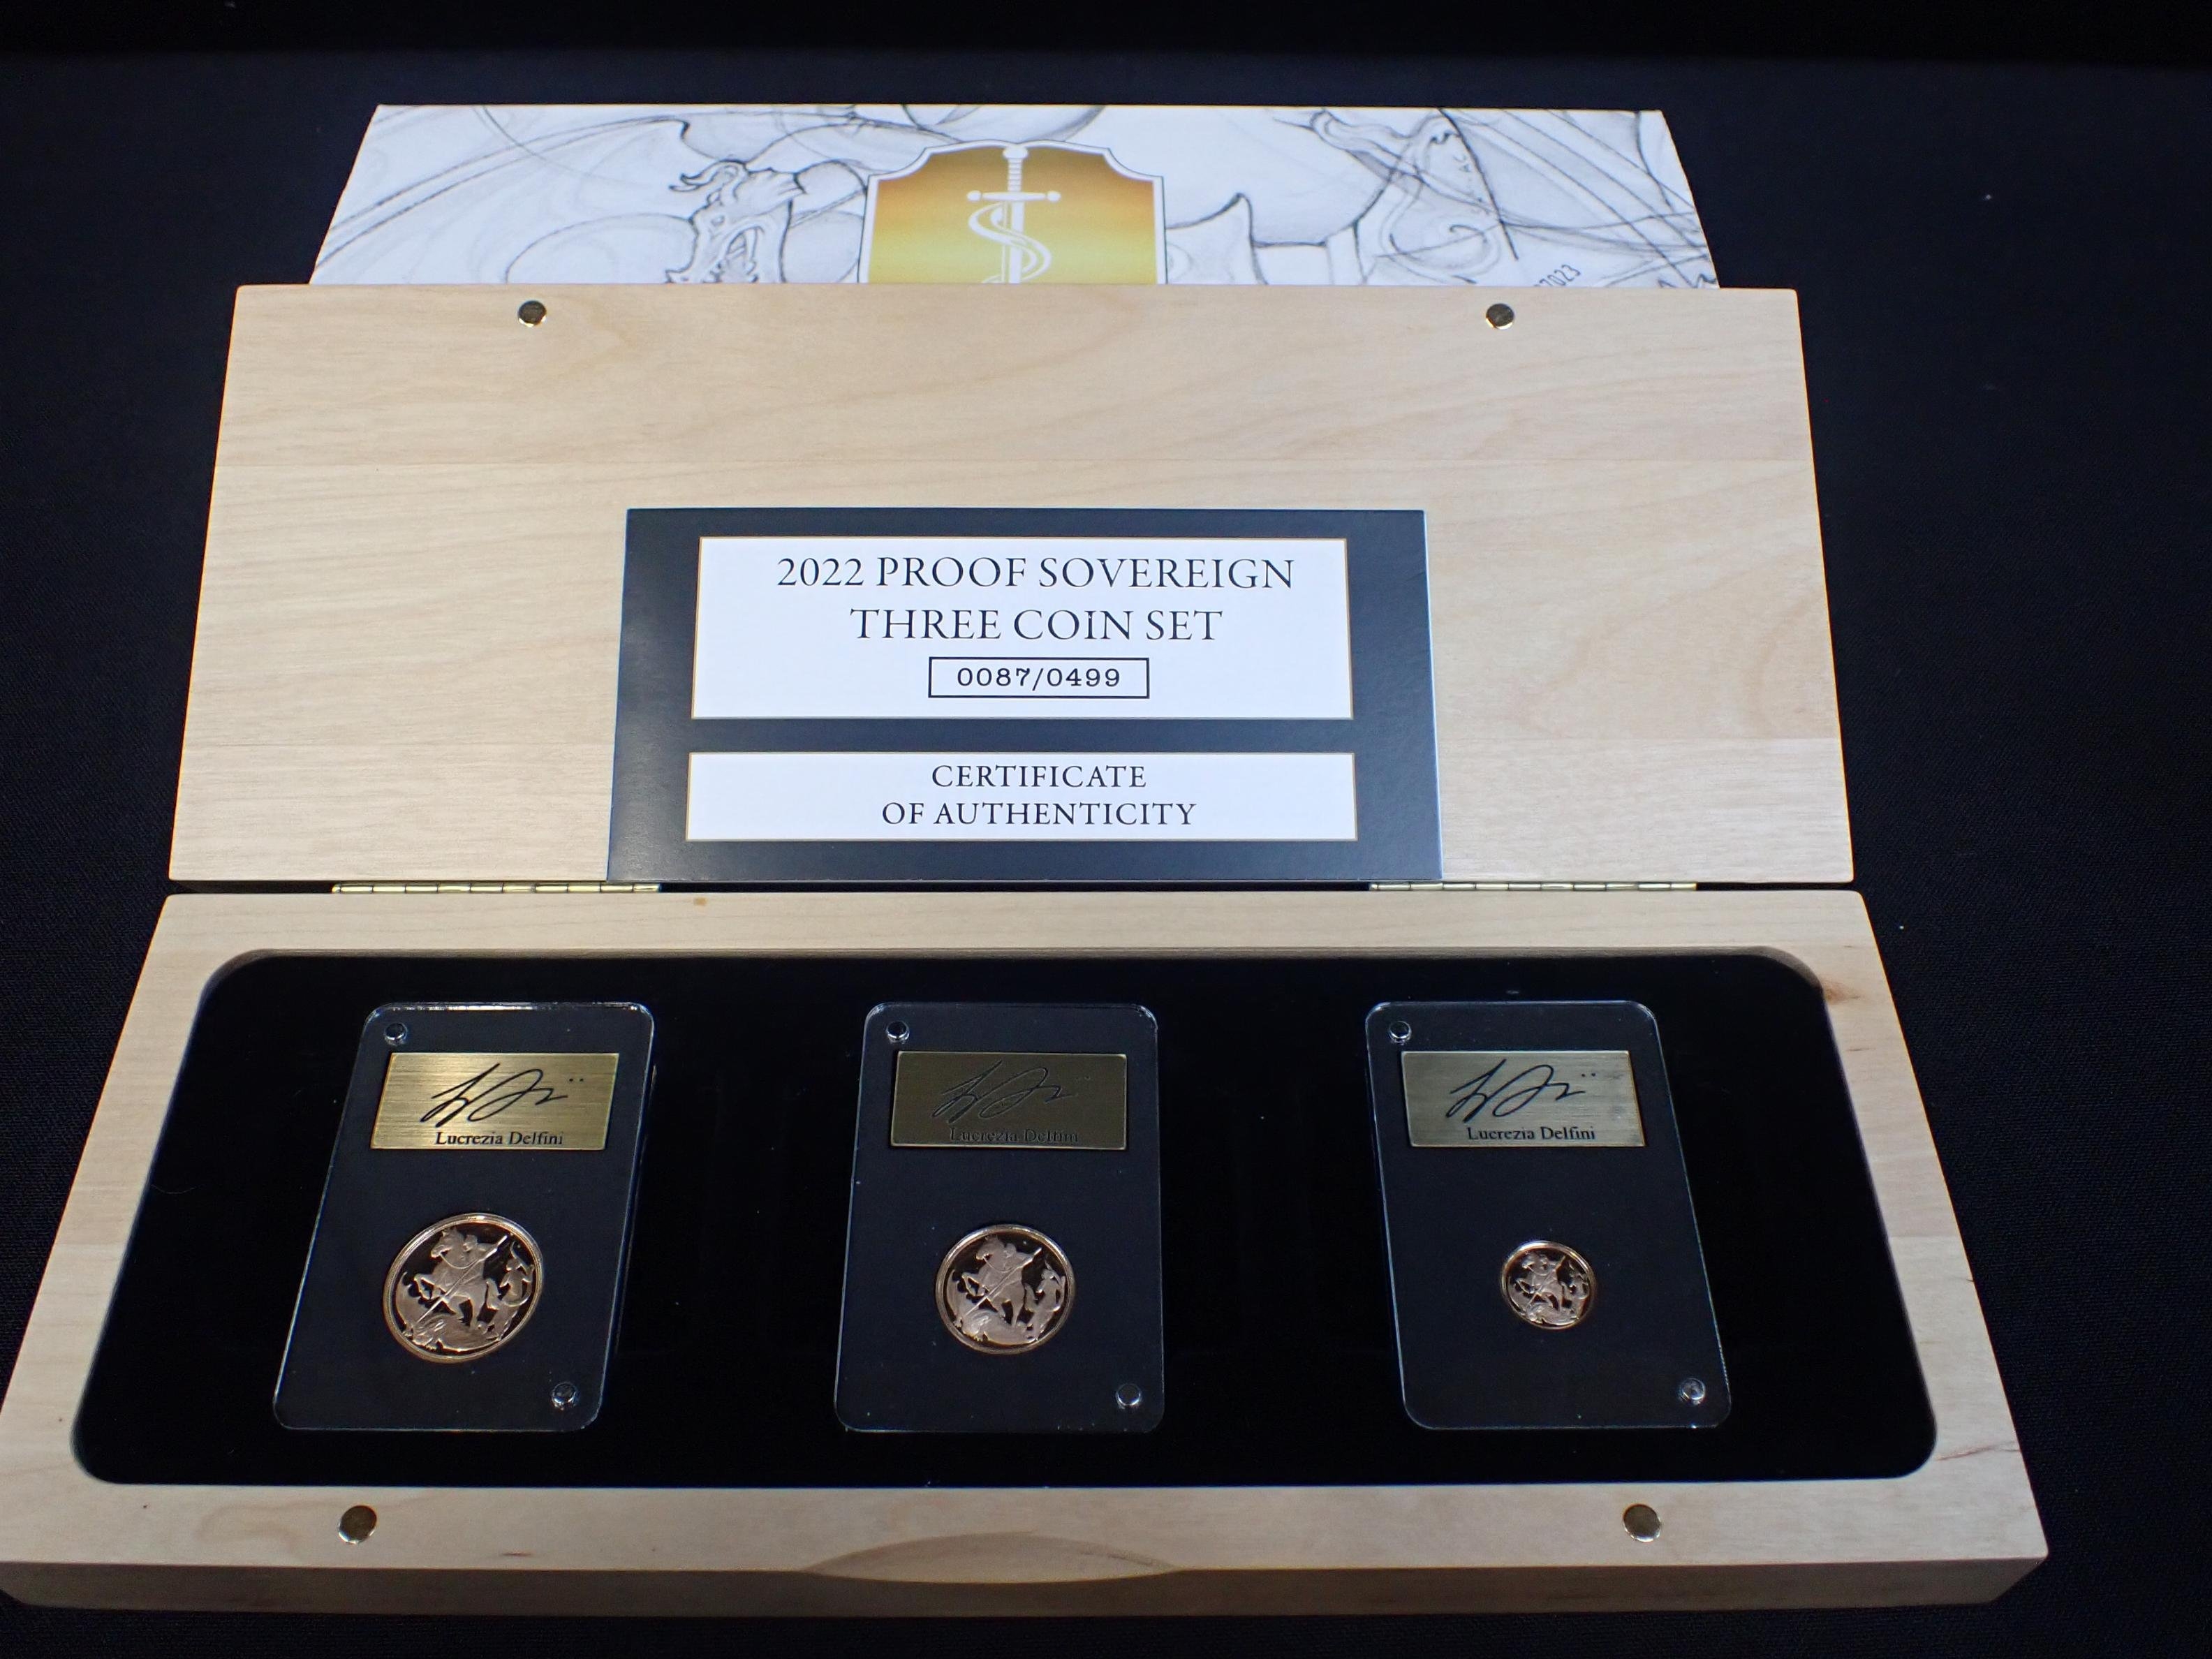 2022 PROOF SOVEREIGN
THREE COIN SET
0087/0499
CERTIFICATE
OF AUTHENTICITY
Lucrezia Delfini
Lucrezia Delfini
Lucrezia Delfini